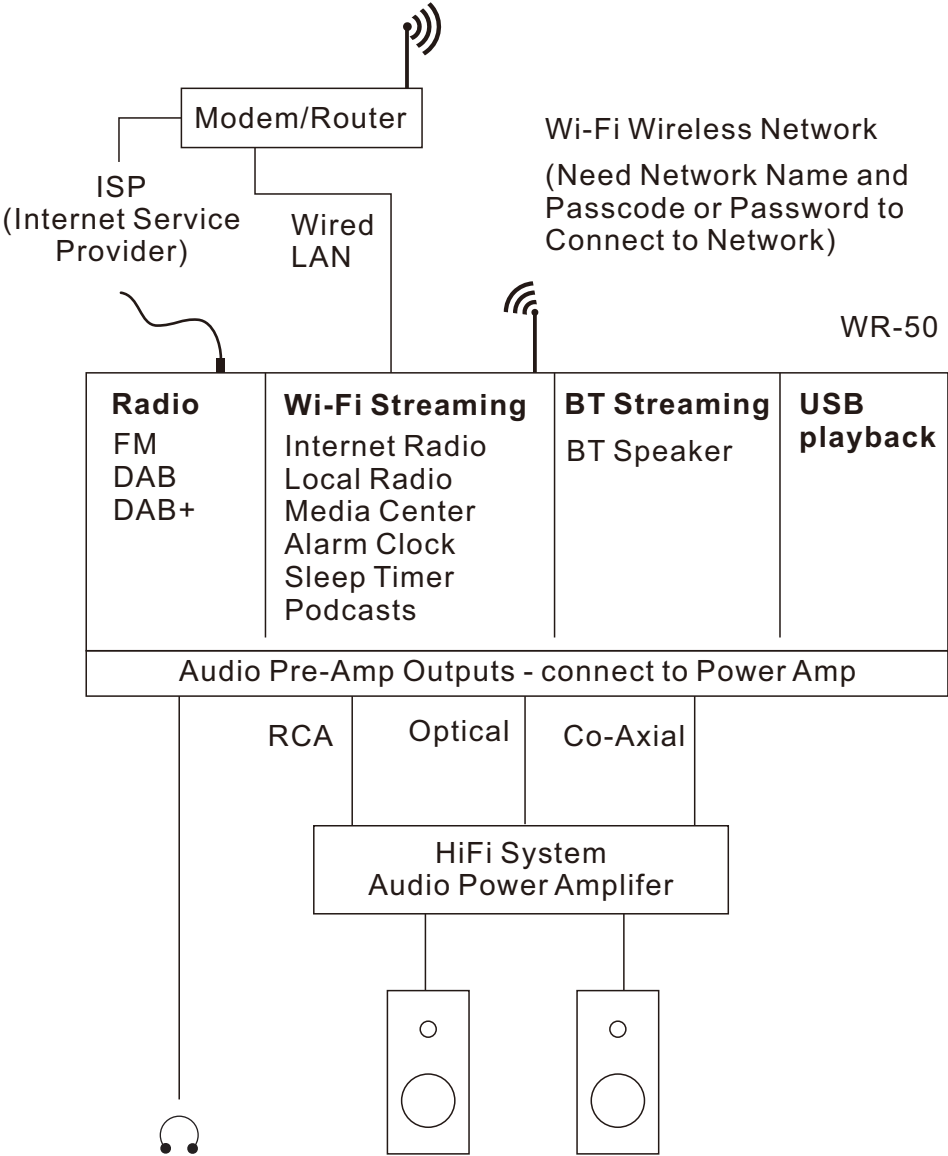 Modem/Router
Wi-Fi Wireless Network
(Need Network Name and
Passcode or Password to
Connect to Network)
ISP
(Internet Service
Provider)
Wired
LAN
WR-50
Radio
FM
DAB
DAB+
Wi-Fi Streaming
Internet Radio
Local Radio
Media Center
Alarm Clock
Sleep Timer
Podcasts
BT Streaming
BT Speaker
USB
playback
Audio Pre-Amp Outputs - connect to Power Amp
RCA
Optical
Co-Axial
HiFi System
Audio Power Amplifer